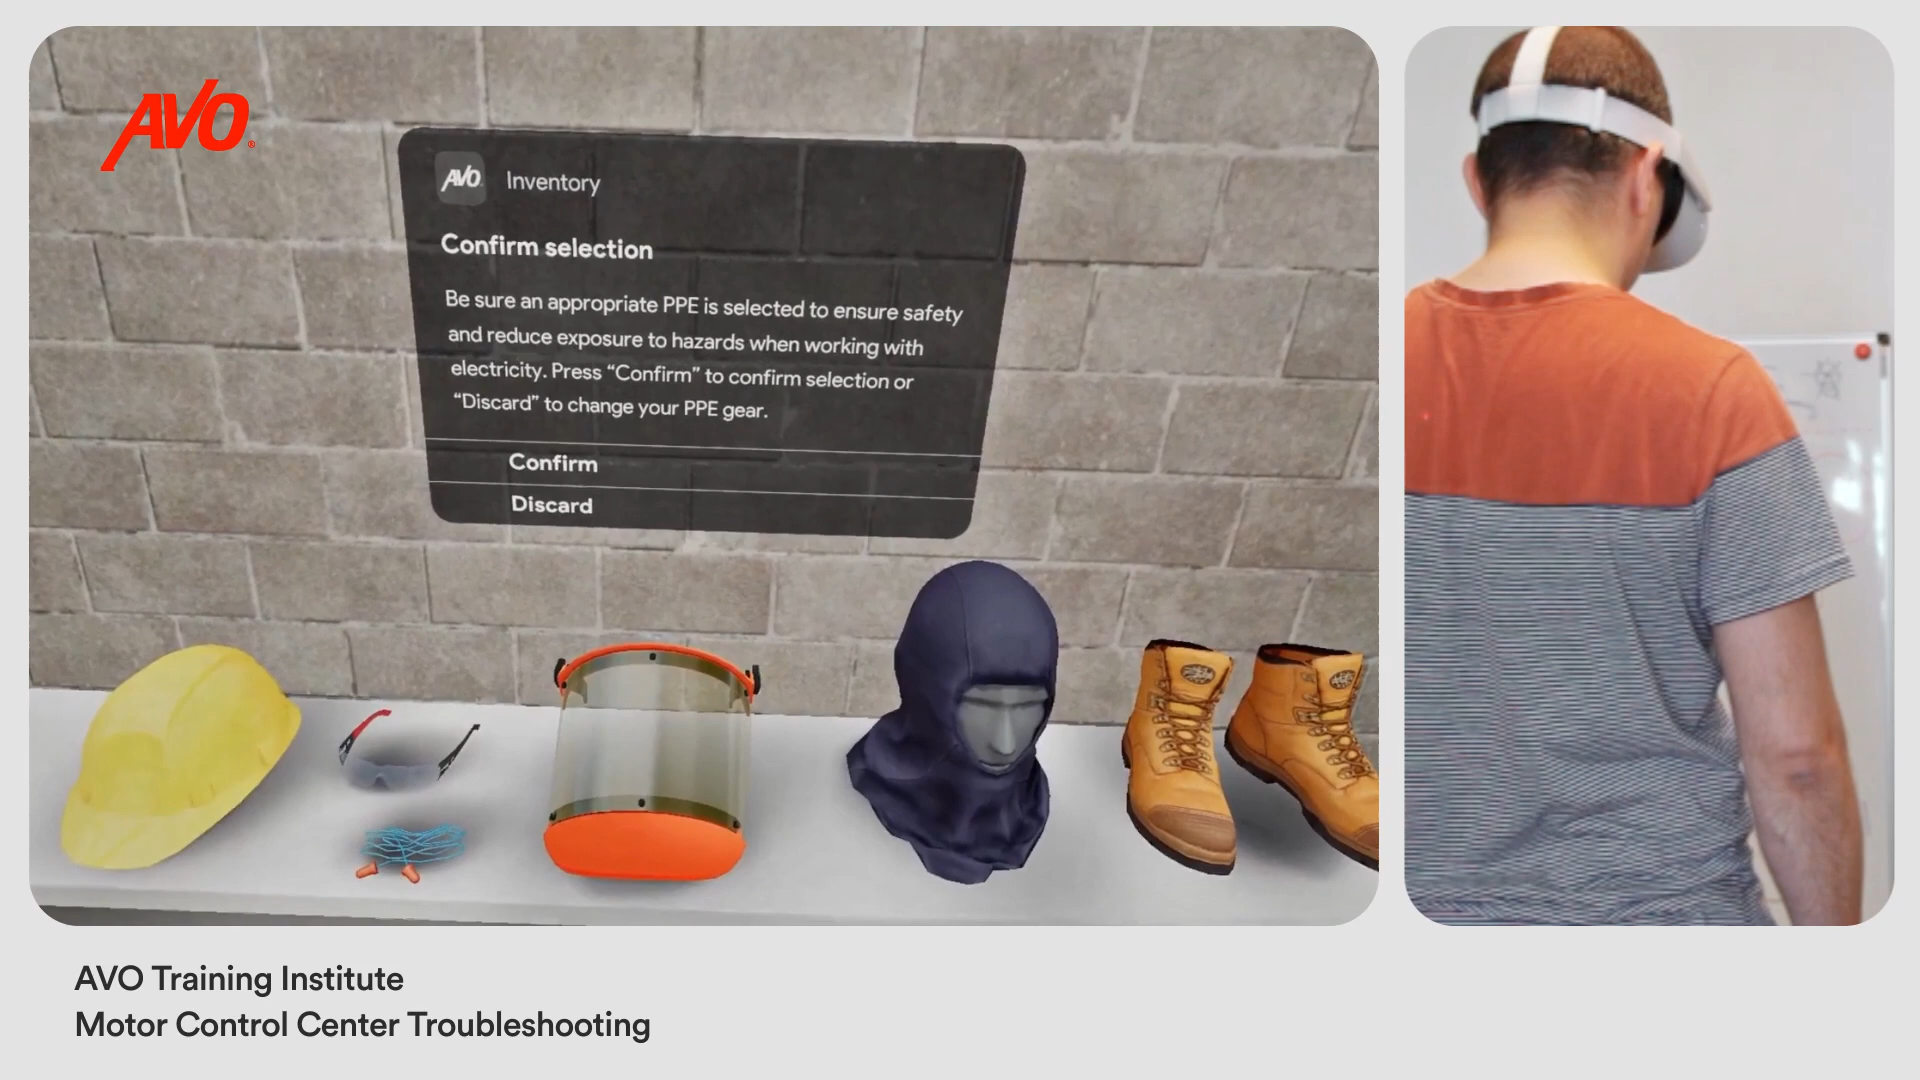 AVO
AVO Inventory
Confirm selection
Be sure an appropriate PPE is selected to ensure safety
and reduce exposure to hazards when working with
electricity. Press “Confirm” to confirm selection or
“Discard” to change your PPE gear.
Confirm
Discard
AVO Training Institute
Motor Control Center Troubleshooting